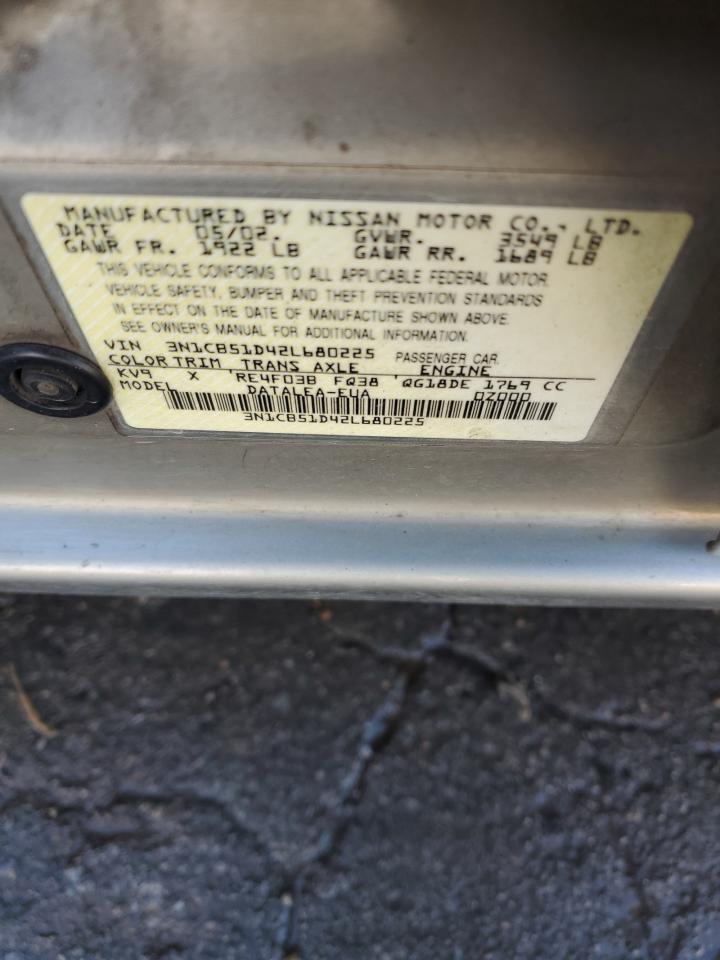 MANUFACTURED BY NISSAN MOTOR CO., LTD.
DATE 05/02. GVWR. 3549 LB
GAWR FR. 1922 LB GAWR RR. 1689 LB
THIS VEHICLE CONFORMS TO ALL APPLICABLE FEDERAL MOTOR
VEHICLE SAFETY, BUMPER AND THEFT PREVENTION STANDARDS
IN EFFECT ON THE DATE OF MANUFACTURE SHOWN ABOVE.
SEE OWNER'S MANUAL FOR ADDITIONAL INFORMATION.
VIN 3N1CB51D42L680225 PASSENGER CAR.
COLOR TRIM TRANS AXLE ENGINE
KV9 X RE4F03B FQ38 QG18DE 1769 CC
MODEL DATALEA-EUA 0Z000
3N1CB51D42L680225